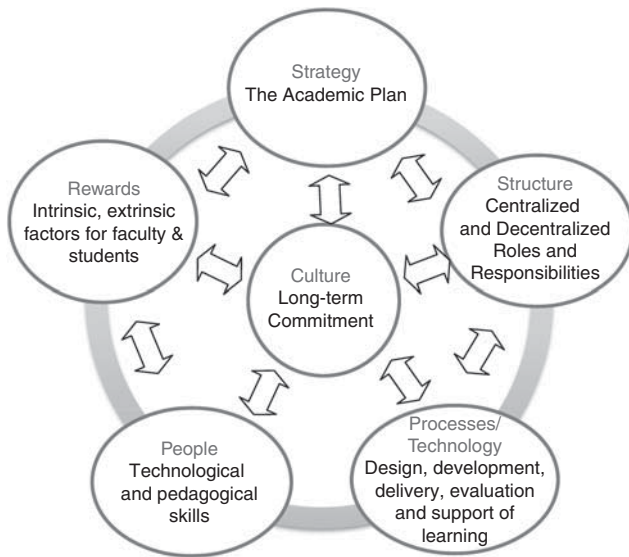 Strategy
The Academic Plan
Rewards
Intrinsic, extrinsic
factors for faculty &
students
Structure
Centralized
and Decentralized
Roles and
Responsibilities
Culture
Long-term
Commitment
People
Technological
and pedagogical
skills
Processes/
Technology
Design, development,
delivery, evaluation
and support of
learning